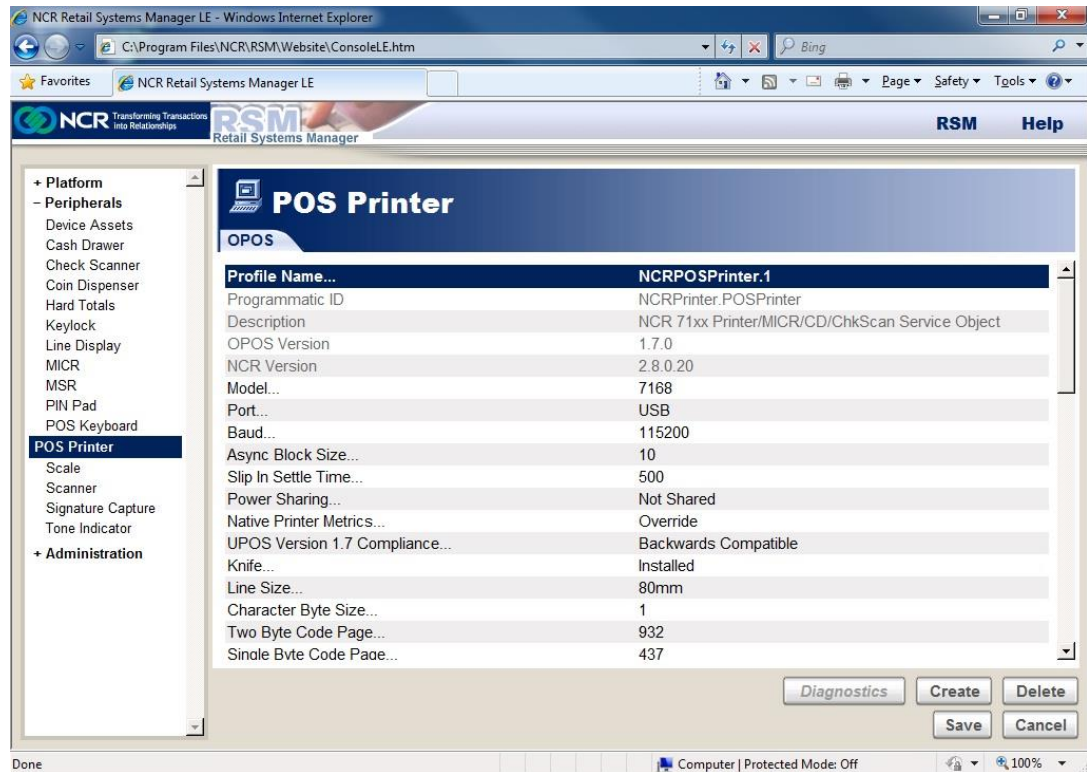 NCR Retail Systems Manager LE - Windows Internet Explorer
C:\Program Files\NCR\RSM\Website\ConsoleLE.htm
Bing
Favorites
NCR Retail Systems Manager LE
Page
Safety
Tools
NCR Transforming Transactions into Relationships
RSM
Retail Systems Manager
RSM
Help
+ Platform
− Peripherals
Device Assets
Cash Drawer
Check Scanner
Coin Dispenser
Hard Totals
Keylock
Line Display
MICR
MSR
PIN Pad
POS Keyboard
POS Printer
Scale
Scanner
Signature Capture
Tone Indicator
+ Administration
POS Printer
OPOS
Profile Name... NCRPOSPrinter.1
Programmatic ID NCRPrinter.POSPrinter
Description NCR 71xx Printer/MICR/CD/ChkScan Service Object
OPOS Version 1.7.0
NCR Version 2.8.0.20
Model... 7168
Port... USB
Baud... 115200
Async Block Size... 10
Slip In Settle Time... 500
Power Sharing... Not Shared
Native Printer Metrics... Override
UPOS Version 1.7 Compliance... Backwards Compatible
Knife... Installed
Line Size... 80mm
Character Byte Size... 1
Two Byte Code Page... 932
Single Byte Code Page... 437
Diagnostics
Create
Delete
Save
Cancel
Done
Computer | Protected Mode: Off
100%